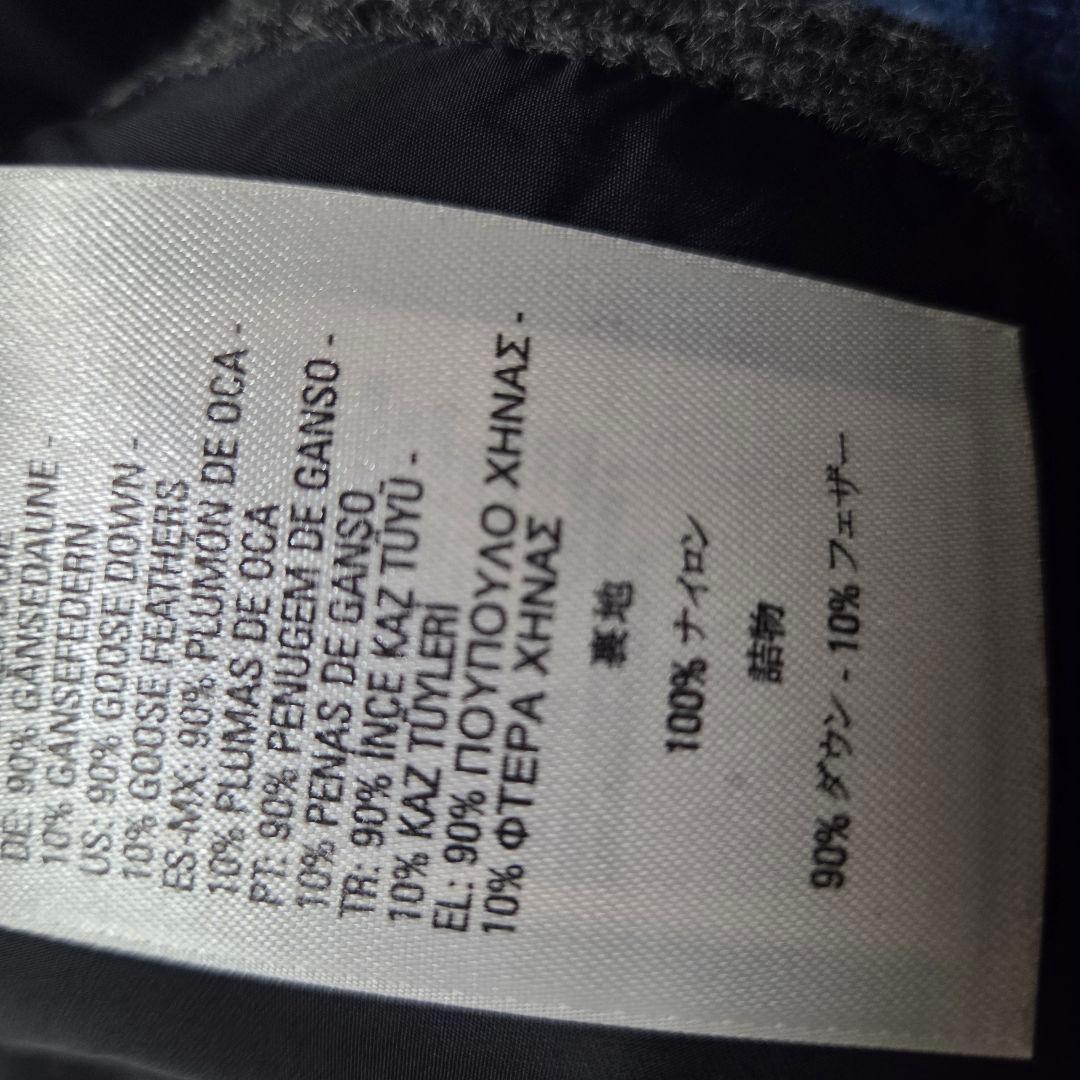 DE 90% GANSEDAUNE -
10% GANSEFEDERN
US. 90% GOOSE DOWN -
10% GOOSE FEATHERS
ES-MX: 90% PLUMÓN DE OCA -
10% PLUMAS DE OCA
PT: 90% PENUGEM DE GANSO -
10% PENAS DE GANSO
TR: 90% İNCE KAZ TÜYÜ -
10% KAZ TÜYLERİ
EL: 90% ΠΟΥΠΟΥΛΟ ΧΗΝΑΣ -
10% ΦΤΕΡΑ ΧΗΝΑΣ
裏地
100% ナイロン
詰物
90% ダウン - 10% フェザー